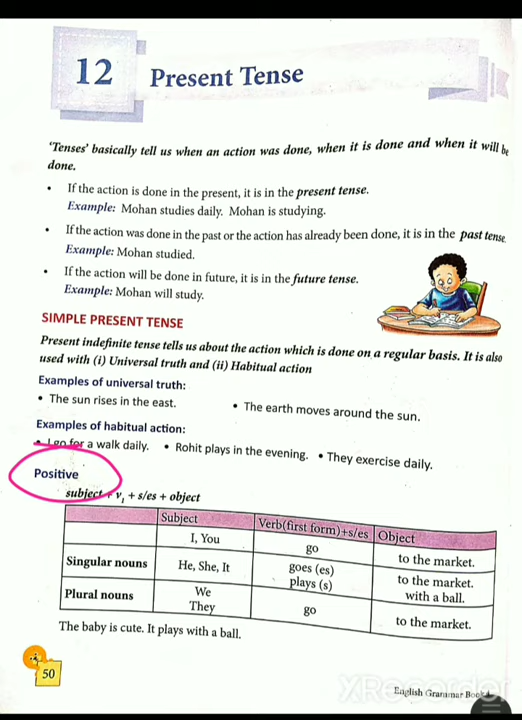 12
Present Tense
'Tenses' basically tell us when an action was done, when it is done and when it will be
done.
• If the action is done in the present, it is in the present tense.
Example: Mohan studies daily. Mohan is studying.
• If the action was done in the past or the action has already been done, it is in the past tense
Example: Mohan studied.
• If the action will be done in future, it is in the future tense.
Example: Mohan will study.
SIMPLE PRESENT TENSE
Present indefinite tense tells us about the action which is done on a regular basis. It is also
used with (i) Universal truth and (ii) Habitual action
Examples of universal truth:
• The sun rises in the east. • The earth moves around the sun.
Examples of habitual action:
• I go for a walk daily. • Rohit plays in the evening. • They exercise daily.
Positive
subject + v1 + s/es + object
Subject Verb(first form)+s/es Object
I, You go to the market.
Singular nouns He, She, It goes (es) to the market.
plays (s) with a ball.
Plural nouns We
They go to the market.
The baby is cute. It plays with a ball.
50
English Grammar Book-4
XRecorder